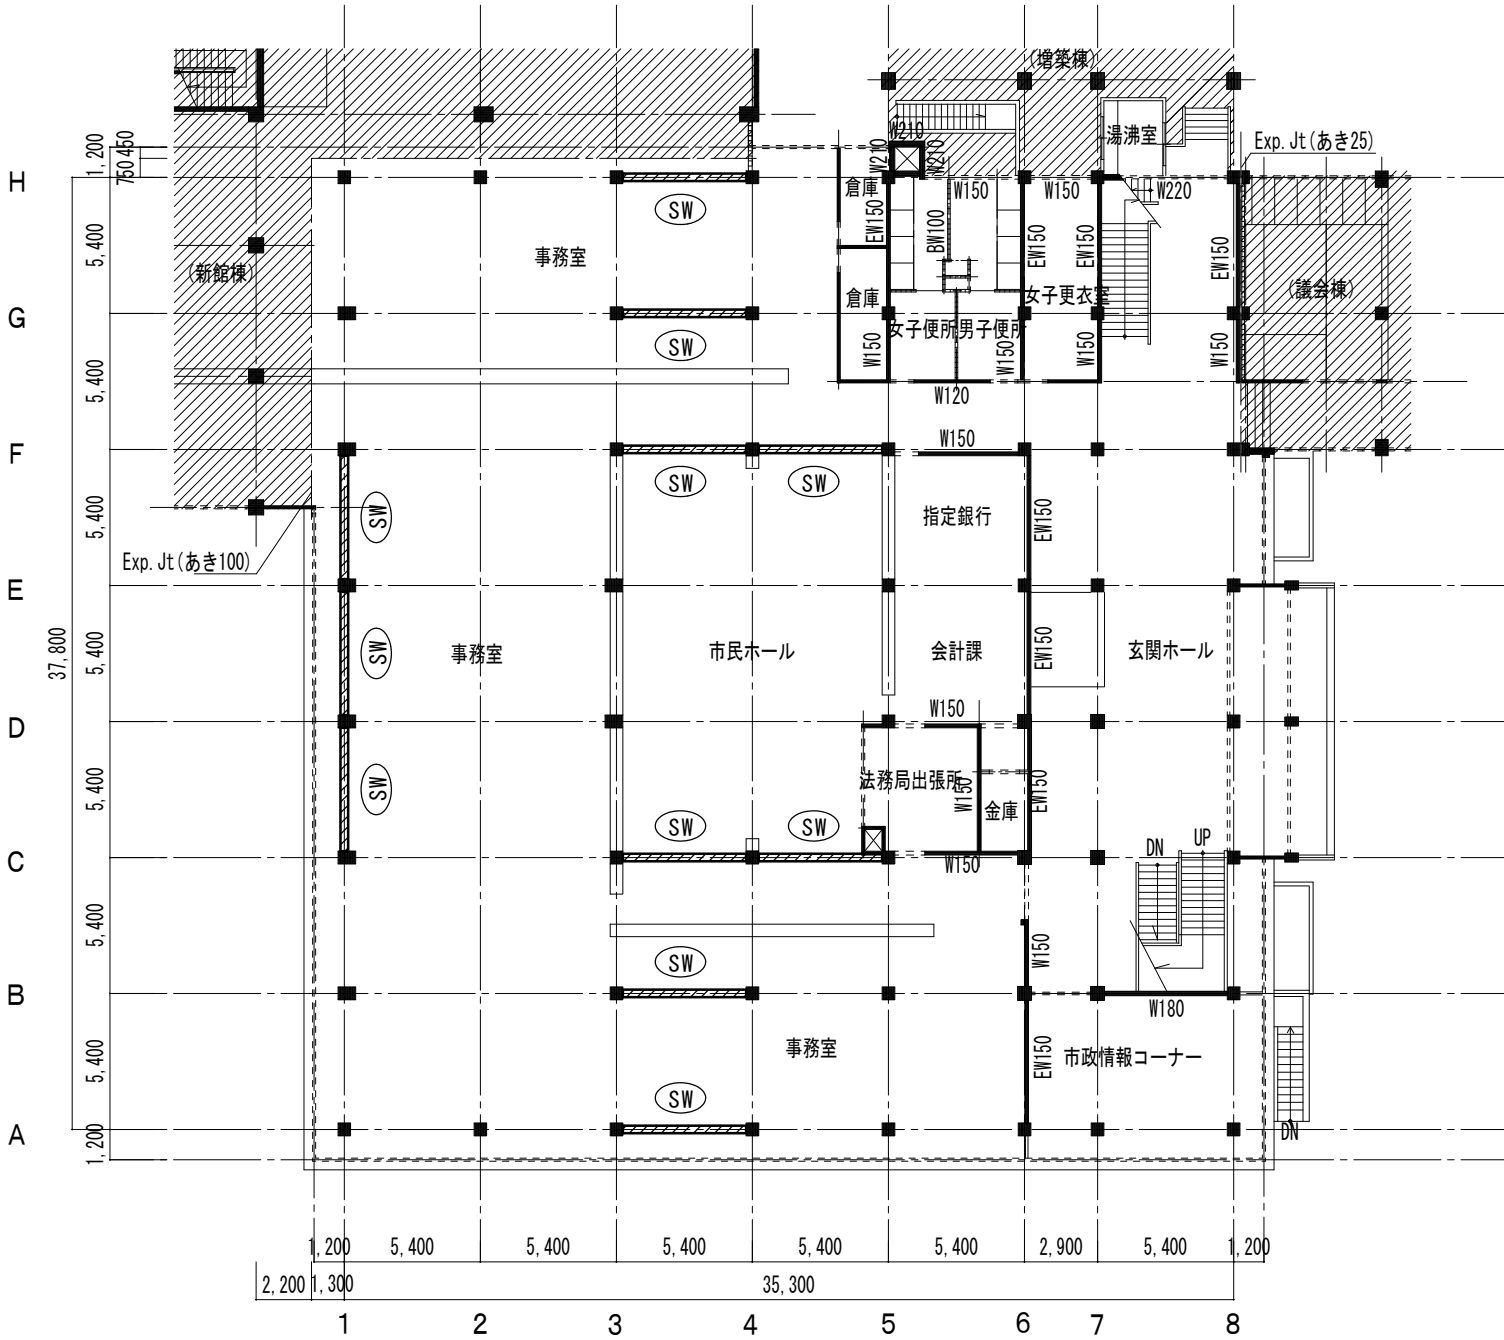 (増築棟)
湯沸室
Exp. Jt(あき25)
W210
W210
W210
450
1,200
750
H
倉庫
W150
W150
W220
SW
EW150
BW100
EW150
EW150
EW150
5,400
事務室
(新館棟)
(議会棟)
倉庫
女子更衣室
G
女子便所
男子便所
SW
W150
W150
W150
W150
5,400
W120
W150
F
SW
SW
SW
指定銀行
EW150
5,400
Exp. Jt(あき100)
E
37,800
5,400
SW
事務室
市民ホール
会計課
EW150
玄関ホール
W150
D
SW
法務局出張所
W150
金庫
EW150
5,400
SW
SW
DN
UP
C
W150
5,400
SW
W150
B
W180
事務室
EW150
市政情報コーナー
5,400
SW
A
DN
1,200
1,200
5,400
5,400
5,400
5,400
5,400
2,900
5,400
1,200
2,200
1,300
35,300
1
2
3
4
5
6
7
8